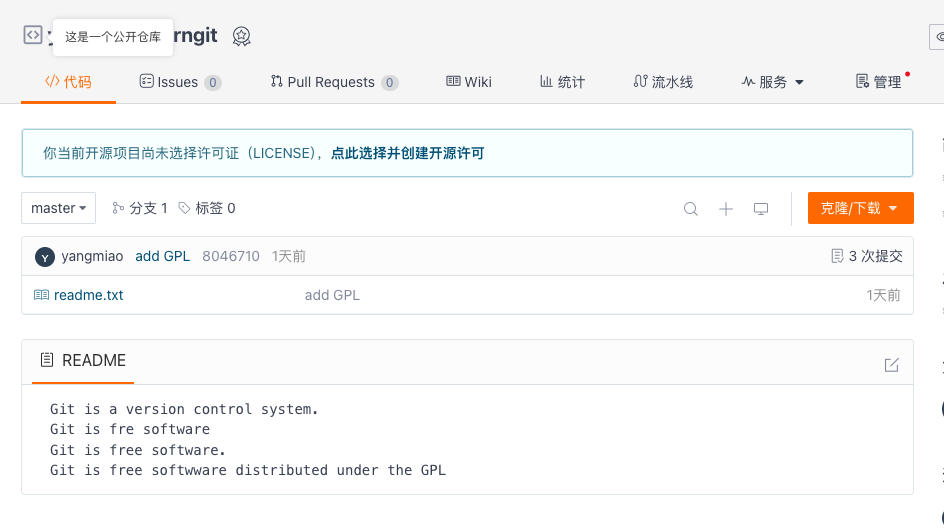 这是一个公开仓库
rngit
代码 Issues 0 Pull Requests 0 Wiki 统计 流水线 服务 管理
你当前开源项目尚未选择许可证（LICENSE），点此选择并创建开源许可
master 分支 1 标签 0 克隆/下载
Y yangmiao add GPL 8046710 1天前 3 次提交
readme.txt add GPL 1天前
README
Git is a version control system.
Git is fre software
Git is free software.
Git is free softwware distributed under the GPL